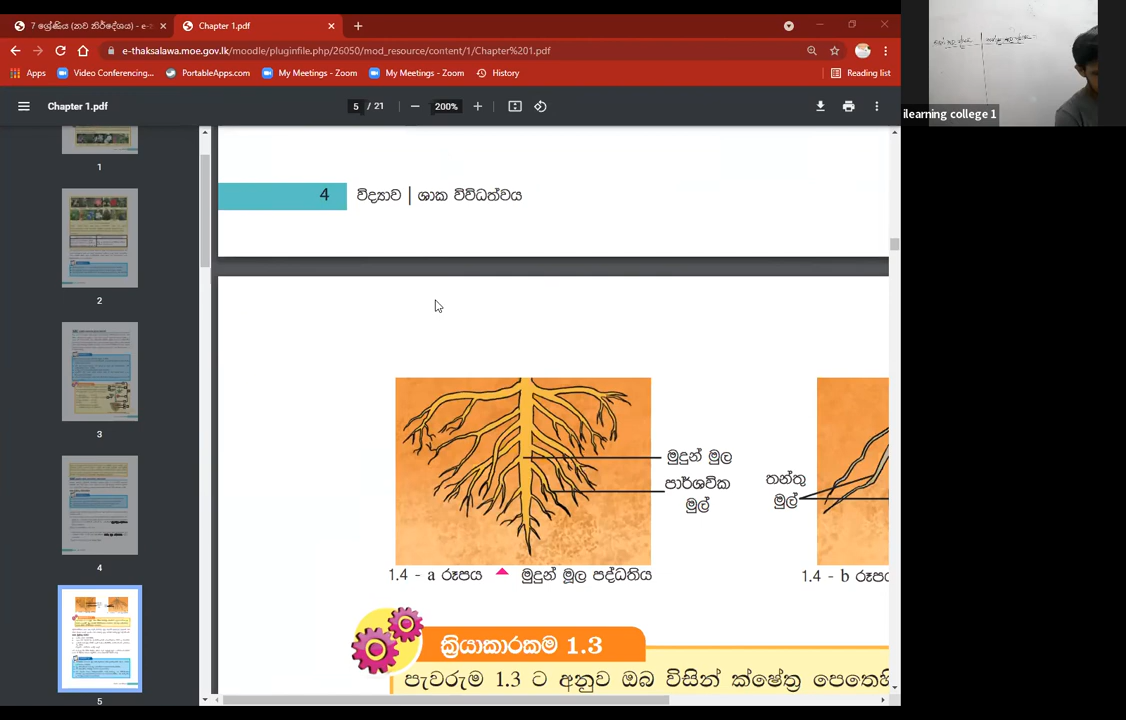 7 ශ්‍රේණිය (නව නිර්දේශය) - e-
Chapter 1.pdf
e-thaksalawa.moe.gov.lk/moodle/pluginfile.php/26050/mod_resource/content/1/Chapter%201.pdf
Apps Video Conferencing... PortableApps.com My Meetings - Zoom My Meetings - Zoom History Reading list
Chapter 1.pdf 5 / 21 200%
ilearning college 1
1
2
3
4
5
4 විද්‍යාව | ශාක විවිධත්වය
මුදුන් මුල
පාර්ශවික
මුල්
තන්තු
මුල්
1.4 - a රූපය මුදුන් මූල පද්ධතිය
1.4 - b රූප
ක්‍රියාකාරකම 1.3
පැවරුම 1.3 ට අනුව ඔබ විසින් ක්ෂේත්‍ර පොතෙහි